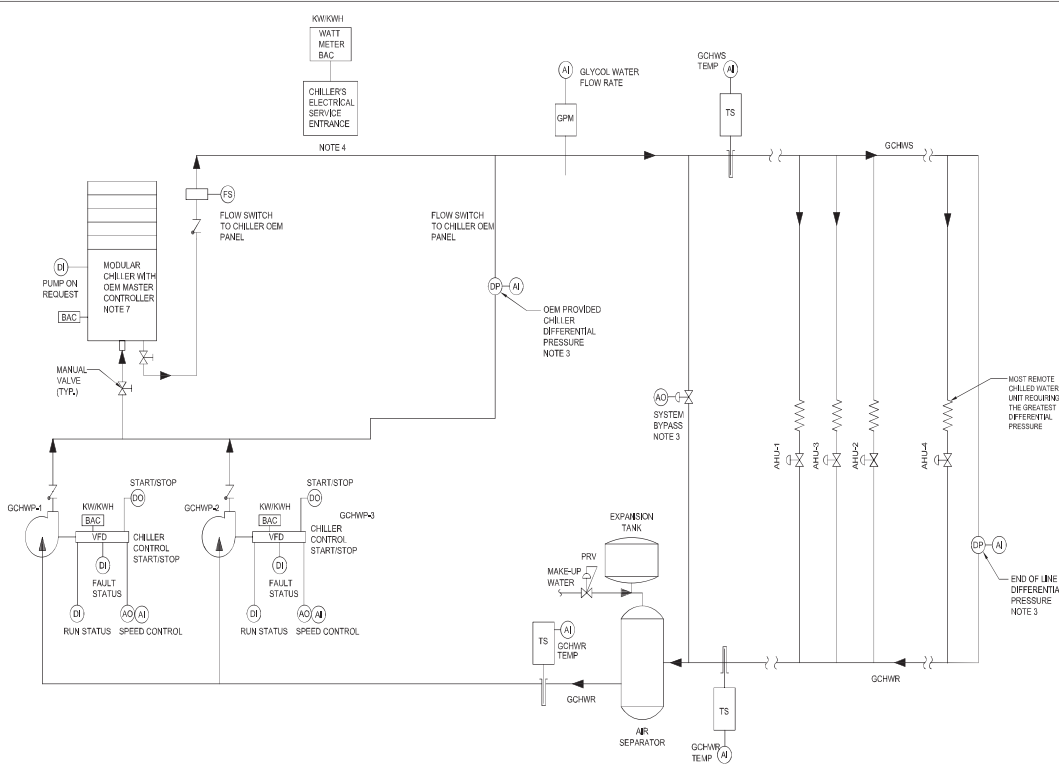 KW/KWH
WATT
METER
BAC
CHILLER'S
ELECTRICAL
SERVICE
ENTRANCE
NOTE 4
AI
GLYCOL WATER
FLOW RATE
GPM
GCHWS
TEMP
AI
TS
GCHWS
FS
FLOW SWITCH
TO CHILLER OEM
PANEL
FLOW SWITCH
TO CHILLER OEM
PANEL
MODULAR
CHILLER WITH
OEM MASTER
CONTROLLER
NOTE 7
DI
PUMP ON
REQUEST
BAC
DP
AI
OEM PROVIDED
CHILLER
DIFFERENTIAL
PRESSURE
NOTE 3
MANUAL
VALVE
(TYP.)
AO
SYSTEM
BYPASS
NOTE 3
MOST REMOTE
CHILLED WATER
UNIT REQUIRING
THE GREATEST
DIFFERENTIAL
PRESSURE
AHU-1
AHU-3
AHU-2
AHU-4
GCHWP-1
START/STOP
DO
KW/KWH
BAC
VFD
CHILLER
CONTROL
START/STOP
DI
FAULT
STATUS
DI
AO
AI
RUN STATUS
SPEED CONTROL
GCHWP-2
START/STOP
DO
GCHWP-3
KW/KWH
BAC
VFD
CHILLER
CONTROL
START/STOP
DI
FAULT
STATUS
DI
AO
AI
RUN STATUS
SPEED CONTROL
EXPANSION
TANK
PRV
MAKE-UP
WATER
DP
AI
END OF LINE
DIFFERENTIAL
PRESSURE
NOTE 3
TS
AI
GCHWR
TEMP
GCHWR
AIR
SEPARATOR
GCHWR
TS
GCHWR
TEMP
AI